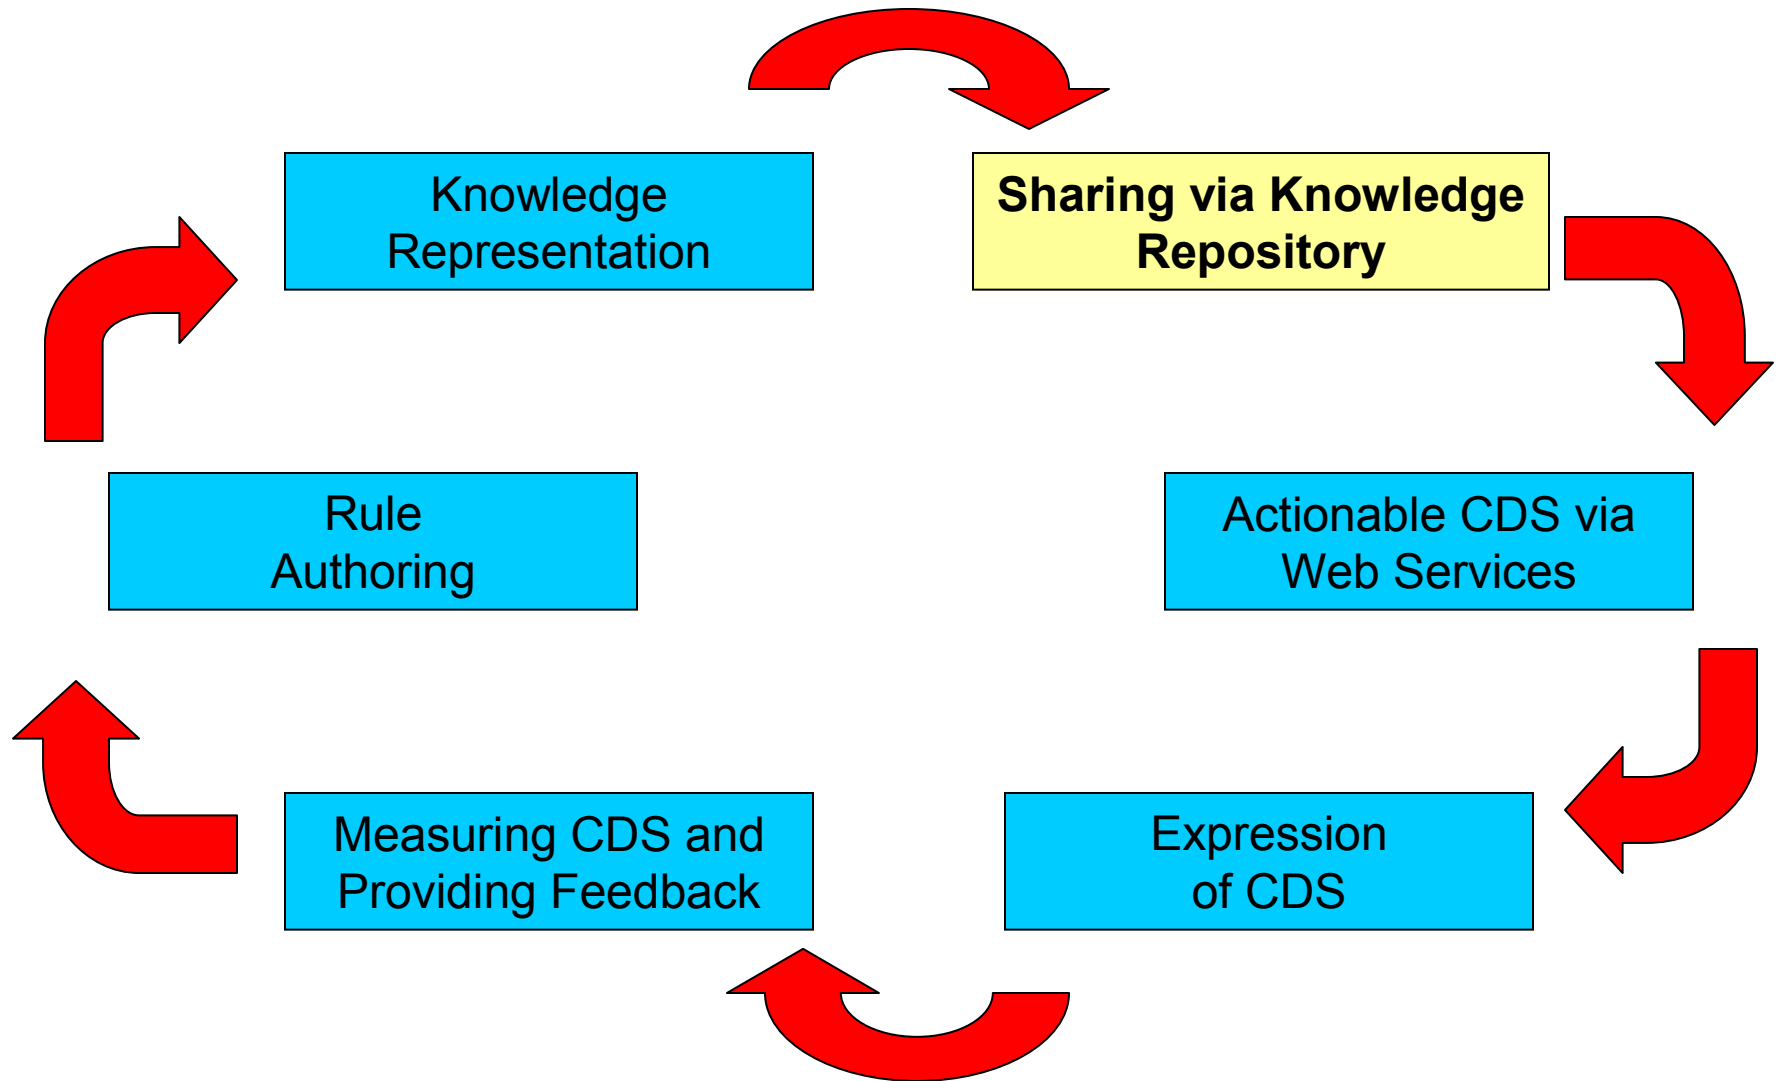 Knowledge
Representation
Sharing via Knowledge
Repository
Rule
Authoring
Actionable CDS via
Web Services
Measuring CDS and
Providing Feedback
Expression
of CDS